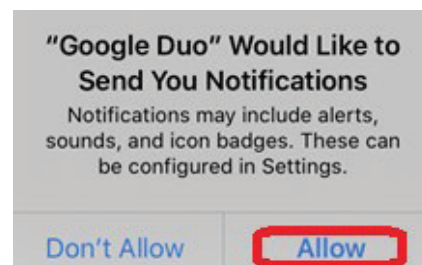 “Google Duo” Would Like to
Send You Notifications
Notifications may include alerts,
sounds, and icon badges. These can
be configured in Settings.
Don’t Allow Allow